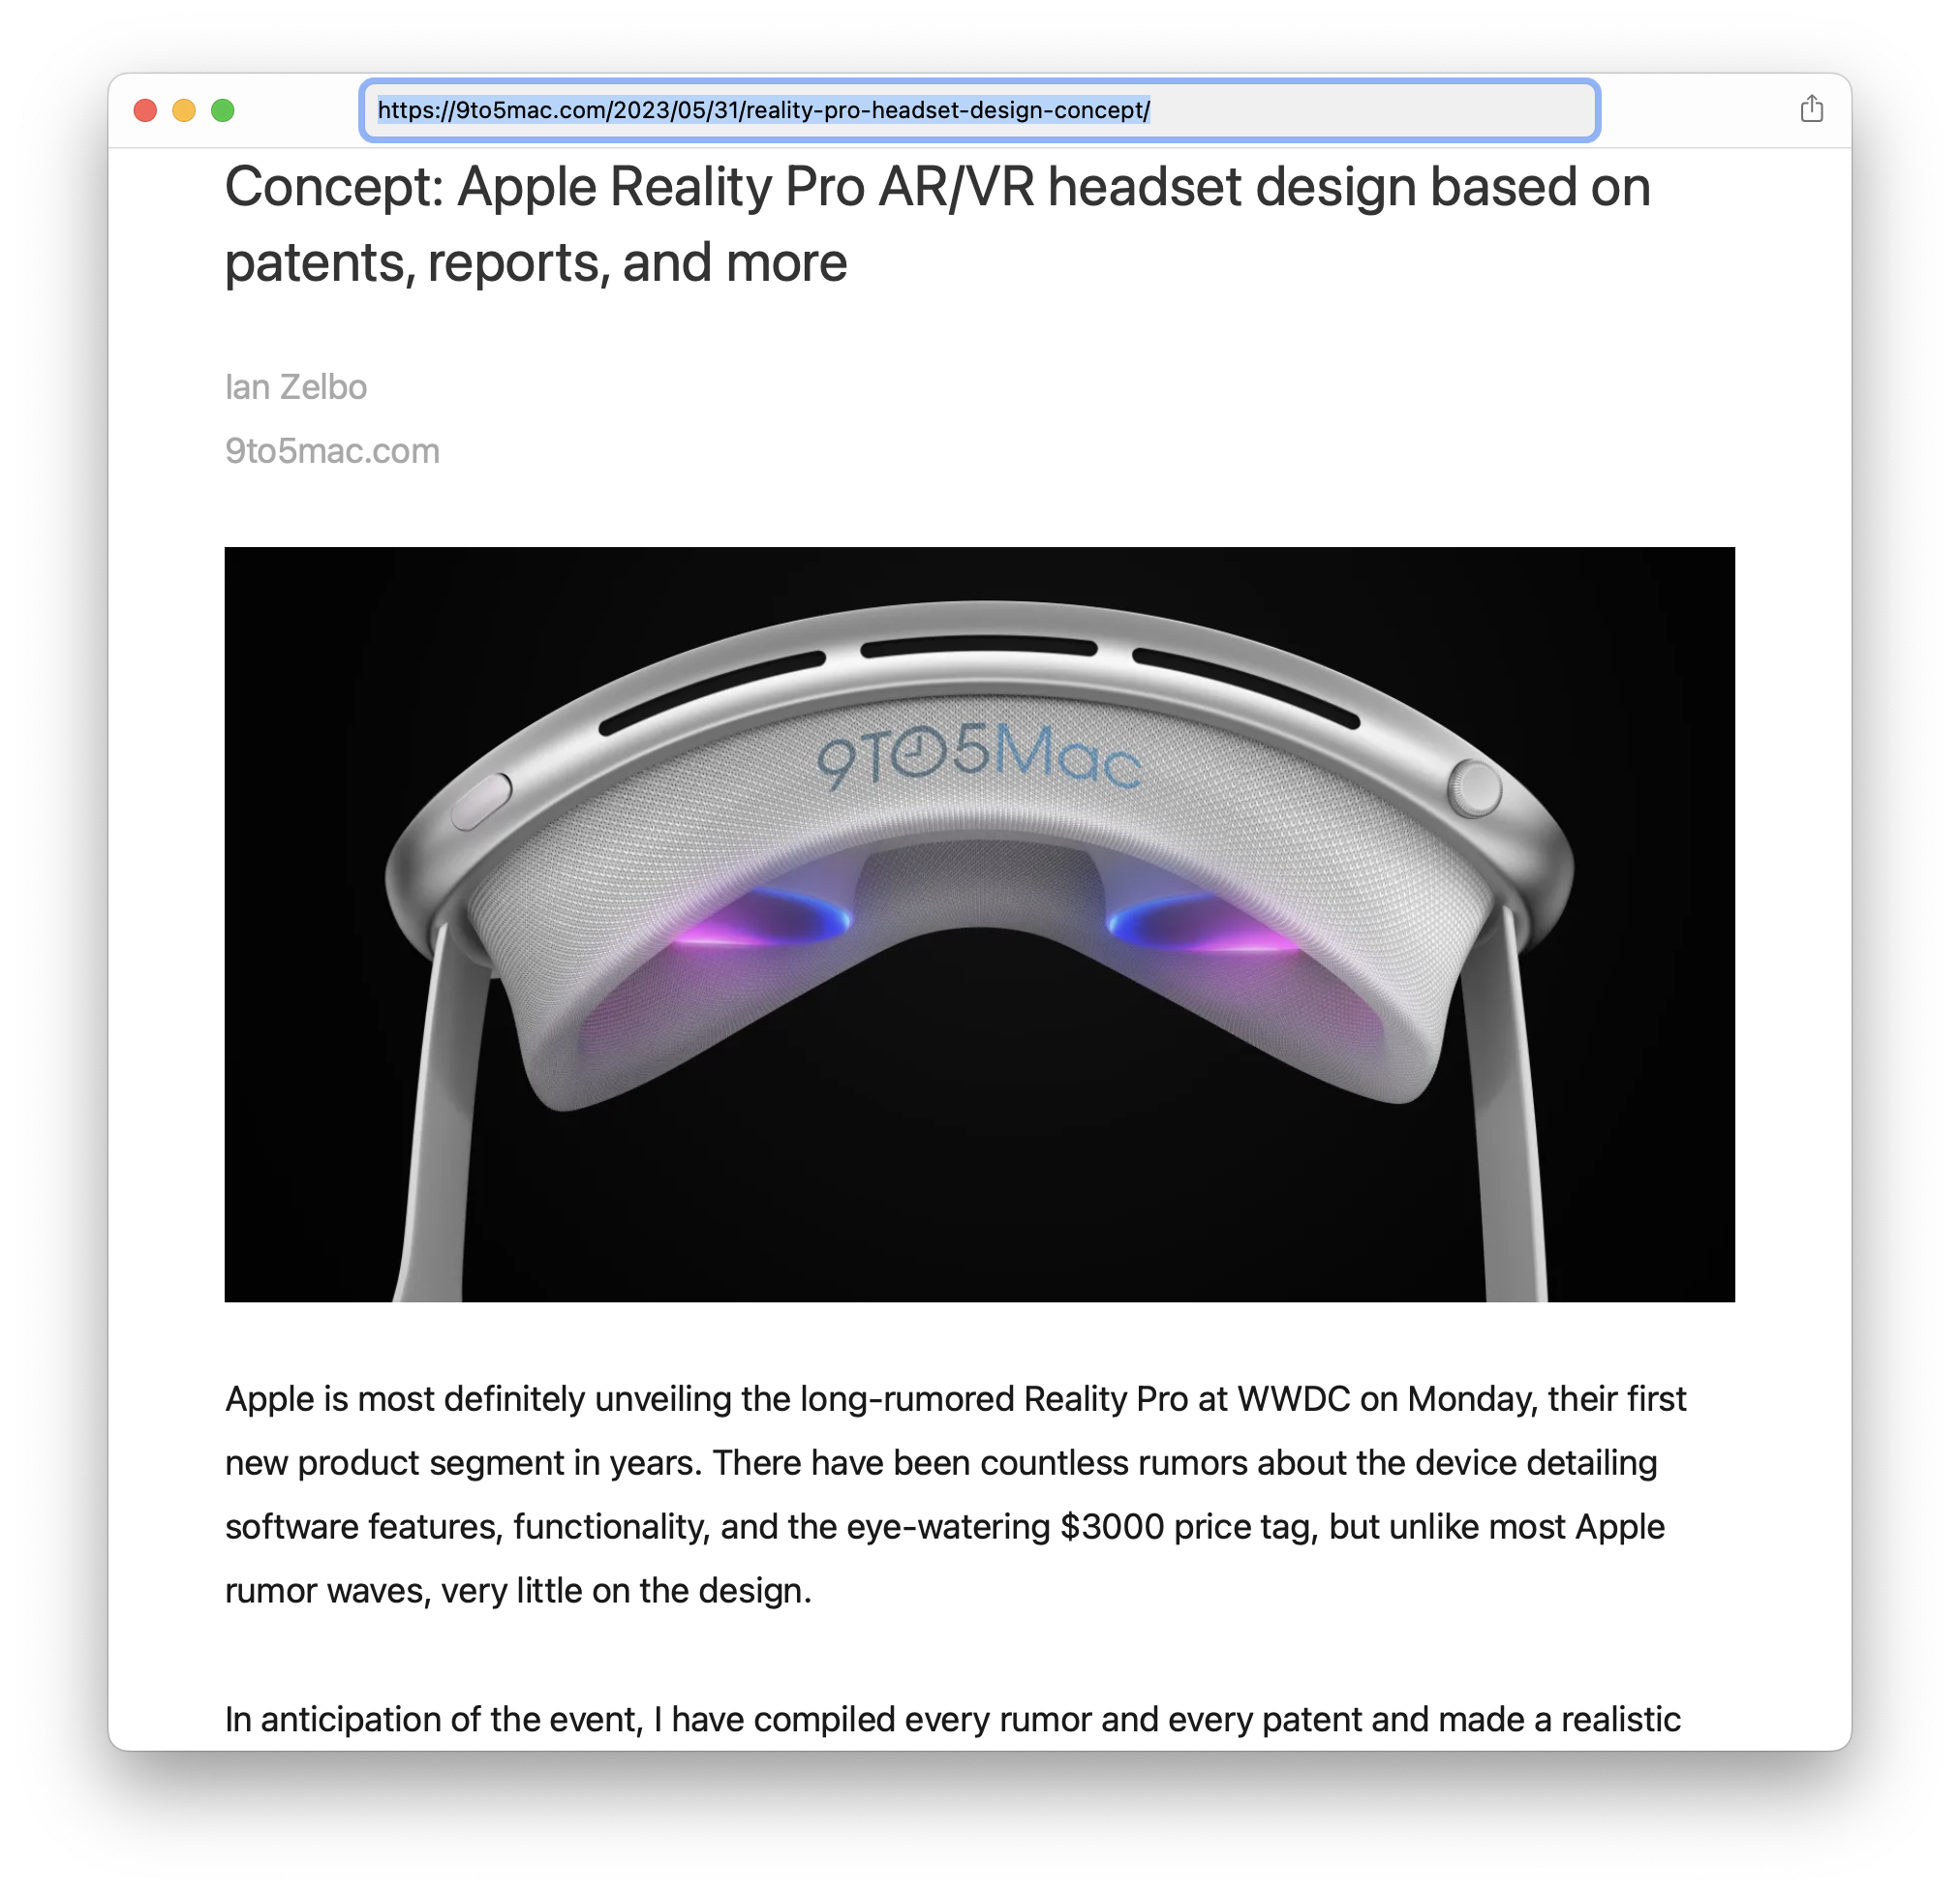 https://9to5mac.com/2023/05/31/reality-pro-headset-design-concept/
Concept: Apple Reality Pro AR/VR headset design based on
patents, reports, and more
Ian Zelbo
9to5mac.com
9TO5Mac
Apple is most definitely unveiling the long-rumored Reality Pro at WWDC on Monday, their first
new product segment in years. There have been countless rumors about the device detailing
software features, functionality, and the eye-watering $3000 price tag, but unlike most Apple
rumor waves, very little on the design.
In anticipation of the event, I have compiled every rumor and every patent and made a realistic